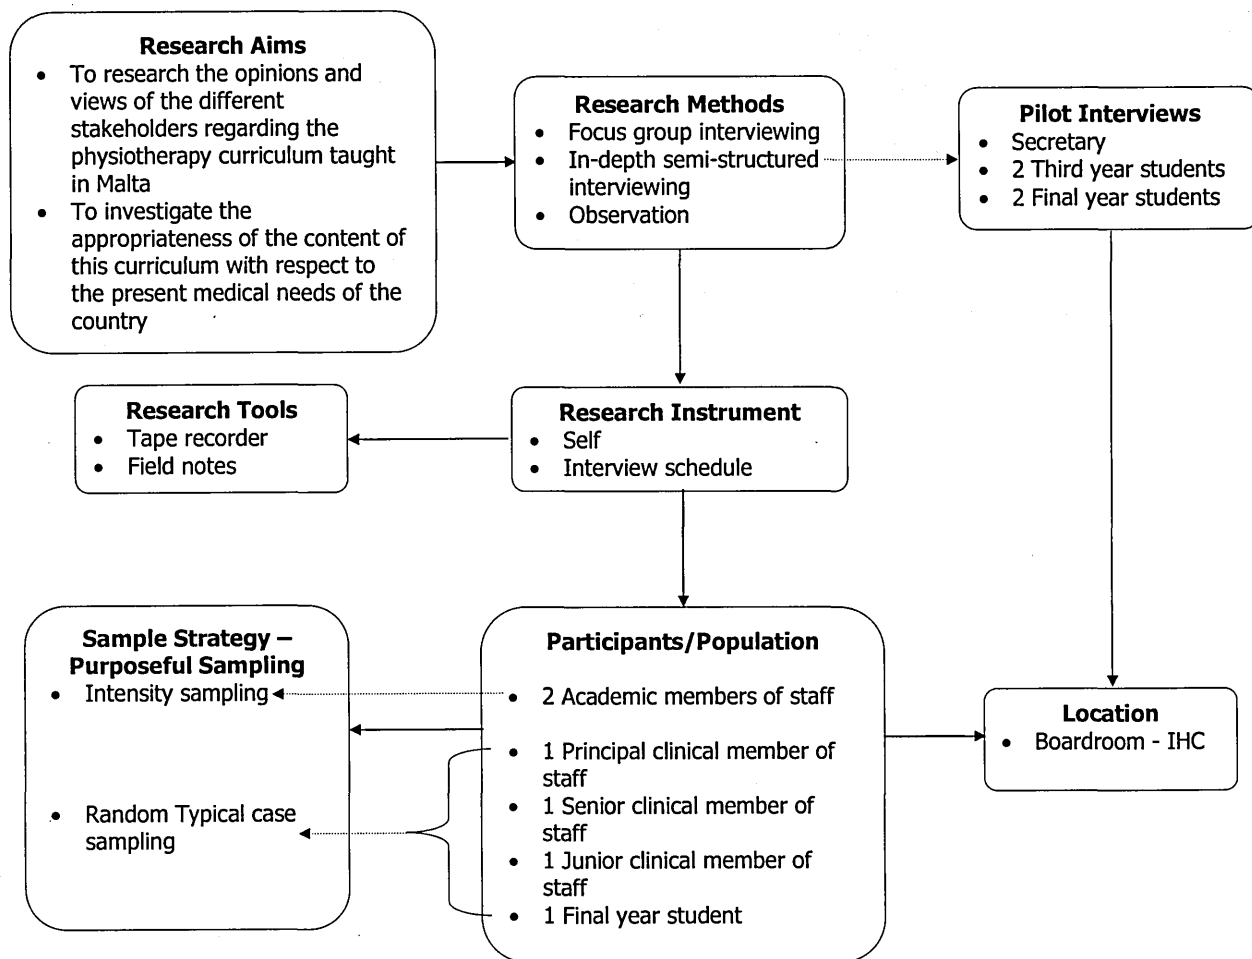 Research Aims
• To research the opinions and
views of the different
stakeholders regarding the
physiotherapy curriculum taught
in Malta
• To investigate the
appropriateness of the content of
this curriculum with respect to
the present medical needs of the
country
Research Methods
• Focus group interviewing
• In-depth semi-structured
interviewing
• Observation
Pilot Interviews
• Secretary
• 2 Third year students
• 2 Final year students
Research Tools
• Tape recorder
• Field notes
Research Instrument
• Self
• Interview schedule
Sample Strategy –
Purposeful Sampling
• Intensity sampling
• Random Typical case
sampling
Participants/Population
• 2 Academic members of staff
• 1 Principal clinical member of
staff
• 1 Senior clinical member of
staff
• 1 Junior clinical member of
staff
• 1 Final year student
Location
• Boardroom - IHC